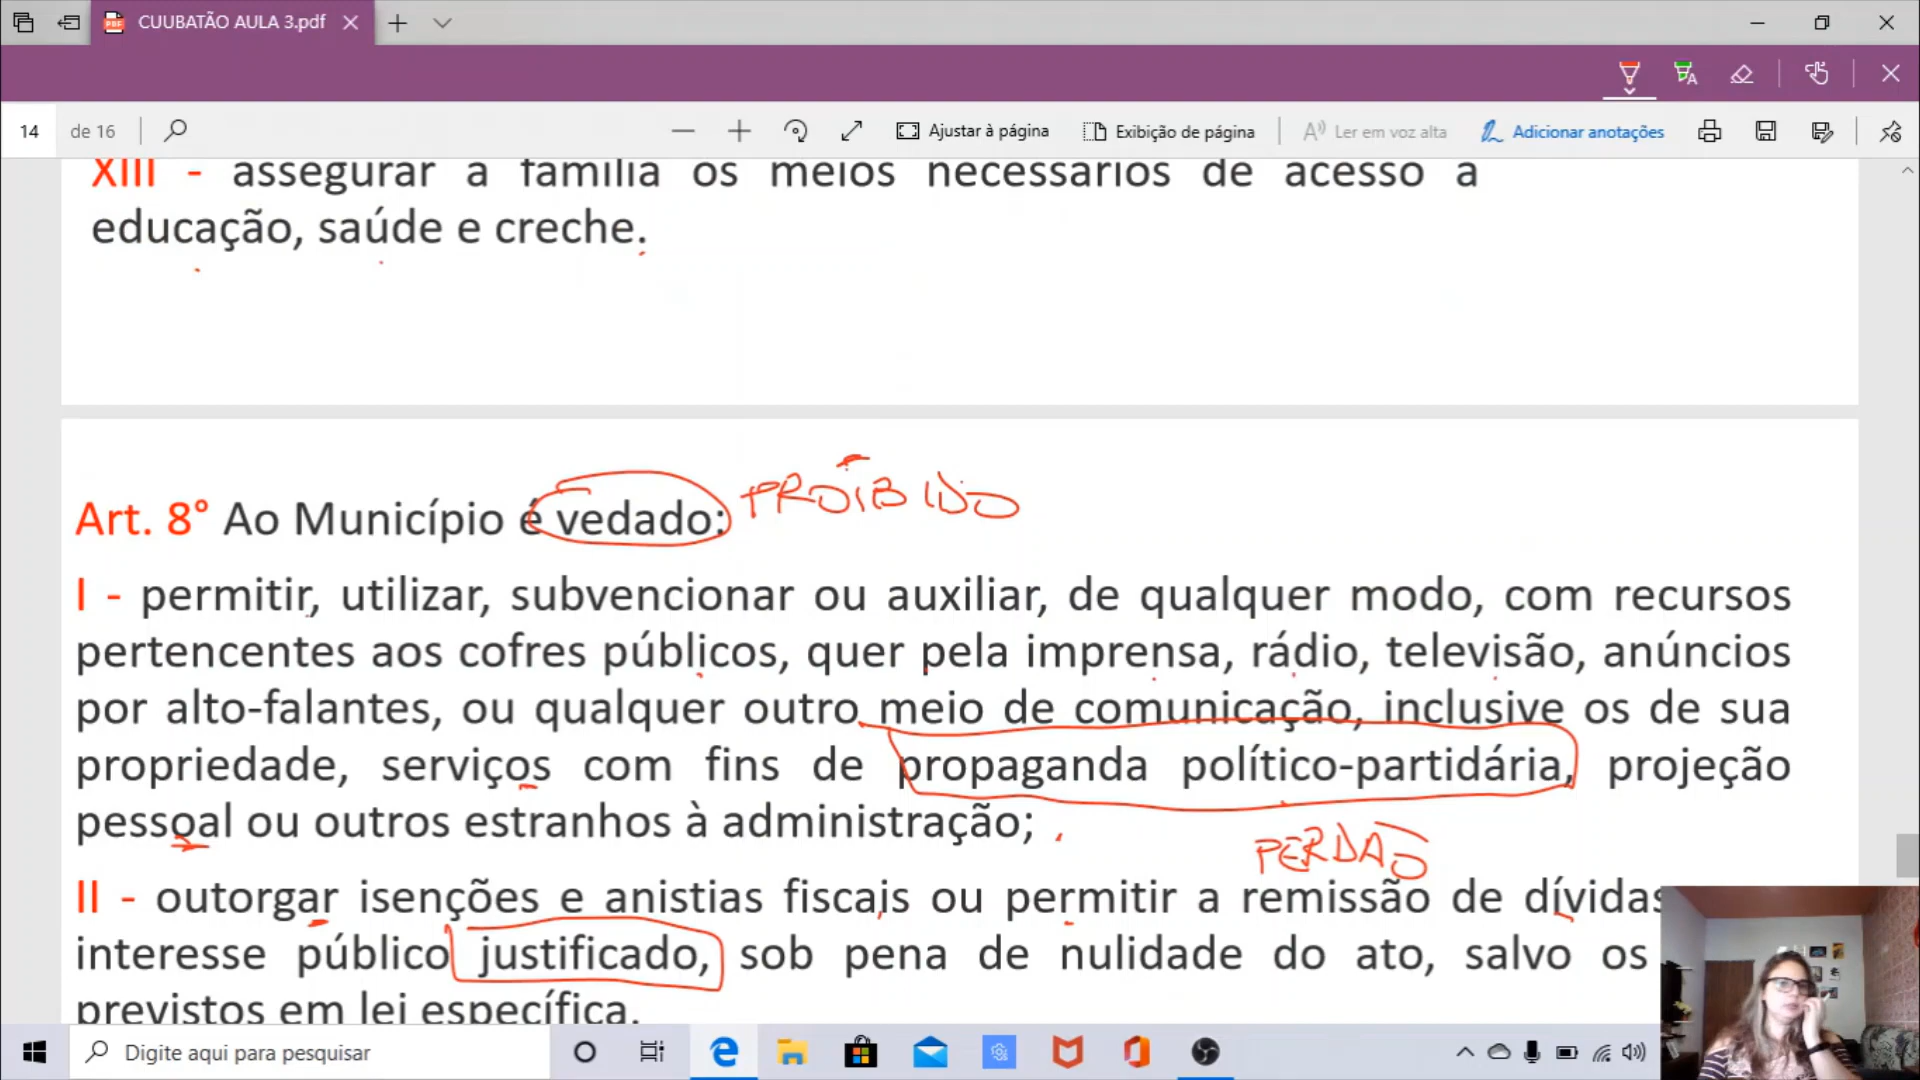 CUUBATÃO AULA 3.pdf
14 de 16 Ajustar à página Exibição de página Ler em voz alta Adicionar anotações
XIII - assegurar a família os meios necessários de acesso a
educação, saúde e creche.
Art. 8° Ao Município é vedado: PROIBIDO
I - permitir, utilizar, subvencionar ou auxiliar, de qualquer modo, com recursos
pertencentes aos cofres públicos, quer pela imprensa, rádio, televisão, anúncios
por alto-falantes, ou qualquer outro meio de comunicação, inclusive os de sua
propriedade, serviços com fins de propaganda político-partidária, projeção
pessoal ou outros estranhos à administração;
PERDÃO
II - outorgar isenções e anistias fiscais ou permitir a remissão de dívidas
interesse público justificado, sob pena de nulidade do ato, salvo os
previstos em lei específica.
Digite aqui para pesquisar